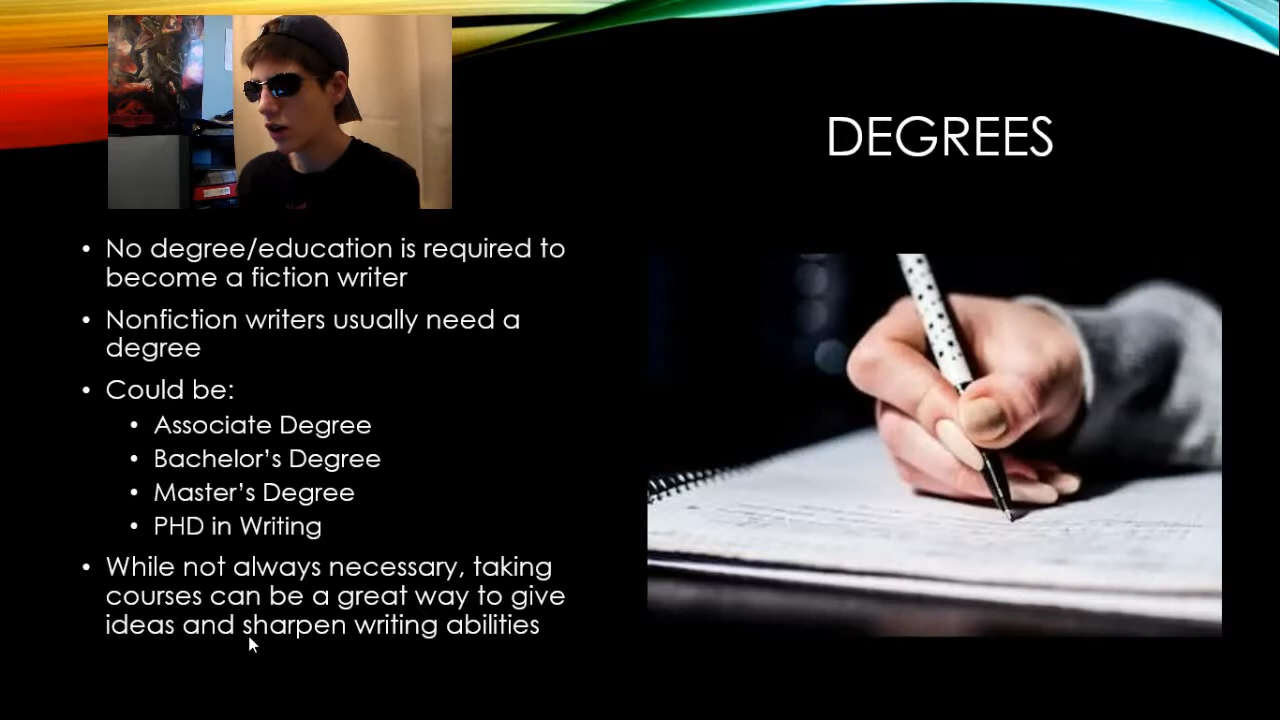 DEGREES
• No degree/education is required to
become a fiction writer
• Nonfiction writers usually need a
degree
• Could be:
• Associate Degree
• Bachelor's Degree
• Master's Degree
• PHD in Writing
• While not always necessary, taking
courses can be a great way to give
ideas and sharpen writing abilities